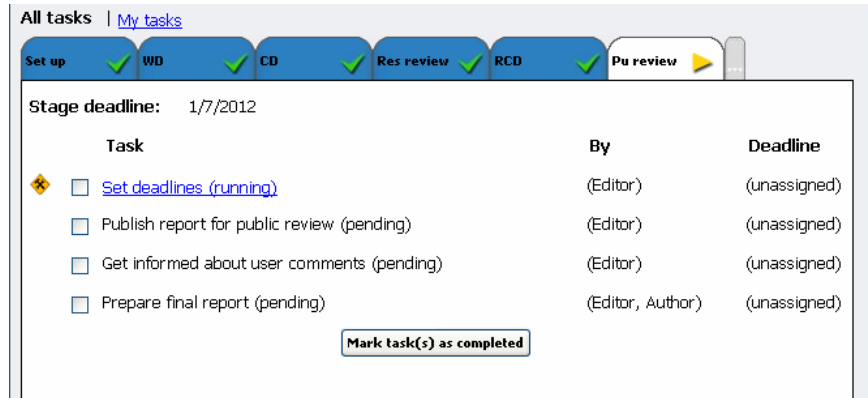 All tasks | My tasks
Set up WD CD Res review RCD Pu review ...
Stage deadline: 1/7/2012
Task By Deadline
Set deadlines (running) (Editor) (unassigned)
Publish report for public review (pending) (Editor) (unassigned)
Get informed about user comments (pending) (Editor) (unassigned)
Prepare final report (pending) (Editor, Author) (unassigned)
Mark task(s) as completed